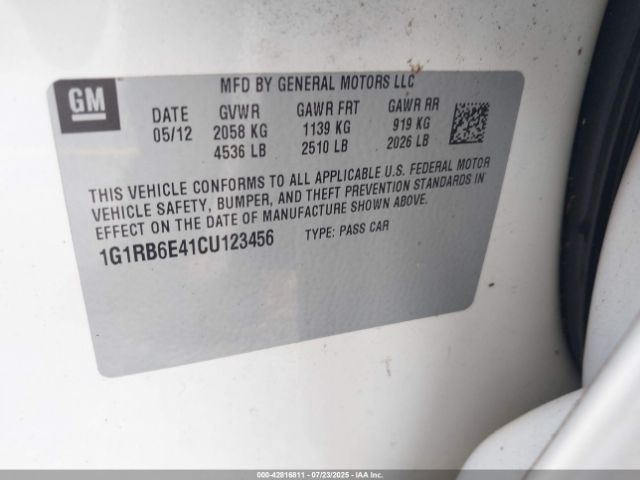 GM
MFD BY GENERAL MOTORS LLC
DATE GVWR GAWR FRT GAWR RR
05/12 2058 KG 1139 KG 919 KG
4536 LB 2510 LB 2026 LB
THIS VEHICLE CONFORMS TO ALL APPLICABLE U.S. FEDERAL MOTOR
VEHICLE SAFETY, BUMPER, AND THEFT PREVENTION STANDARDS IN
EFFECT ON THE DATE OF MANUFACTURE SHOWN ABOVE.
1G1RB6E41CU123456 TYPE: PASS CAR
000-42816811 - 07/23/2025 - IAAI.COM